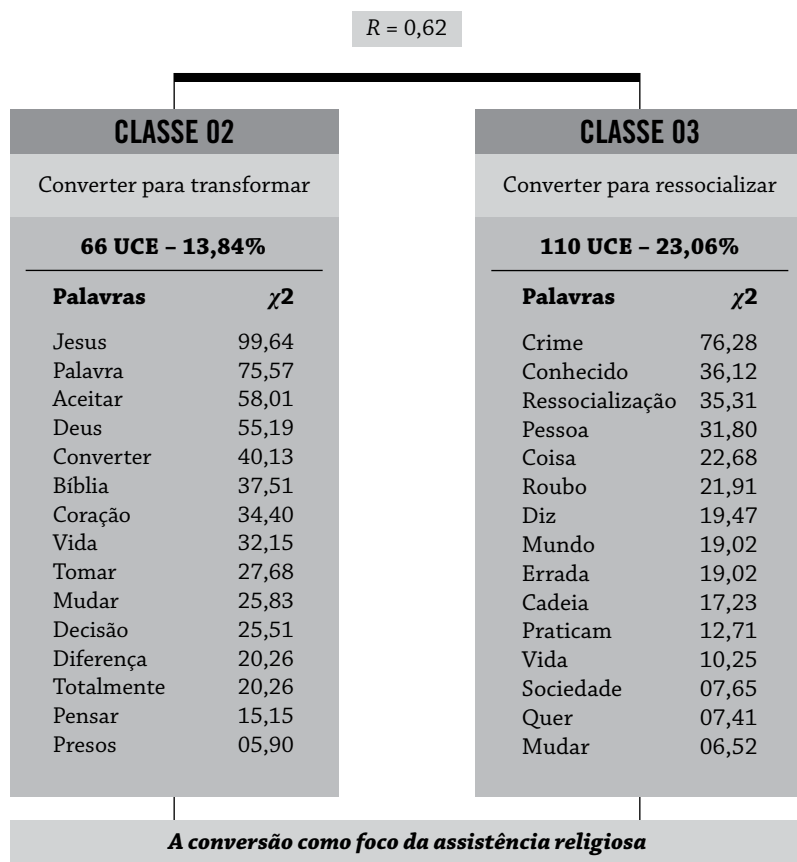 R = 0,62
CLASSE 02
Converter para transformar
66 UCE – 13,84%
Palavras χ2
Jesus 99,64
Palavra 75,57
Aceitar 58,01
Deus 55,19
Converter 40,13
Bíblia 37,51
Coração 34,40
Vida 32,15
Tomar 27,68
Mudar 25,83
Decisão 25,51
Diferença 20,26
Totalmente 20,26
Pensar 15,15
Presos 05,90
CLASSE 03
Converter para ressocializar
110 UCE – 23,06%
Palavras χ2
Crime 76,28
Conhecido 36,12
Ressocialização 35,31
Pessoa 31,80
Coisa 22,68
Roubo 21,91
Diz 19,47
Mundo 19,02
Errada 19,02
Cadeia 17,23
Praticam 12,71
Vida 10,25
Sociedade 07,65
Quer 07,41
Mudar 06,52
A conversão como foco da assistência religiosa